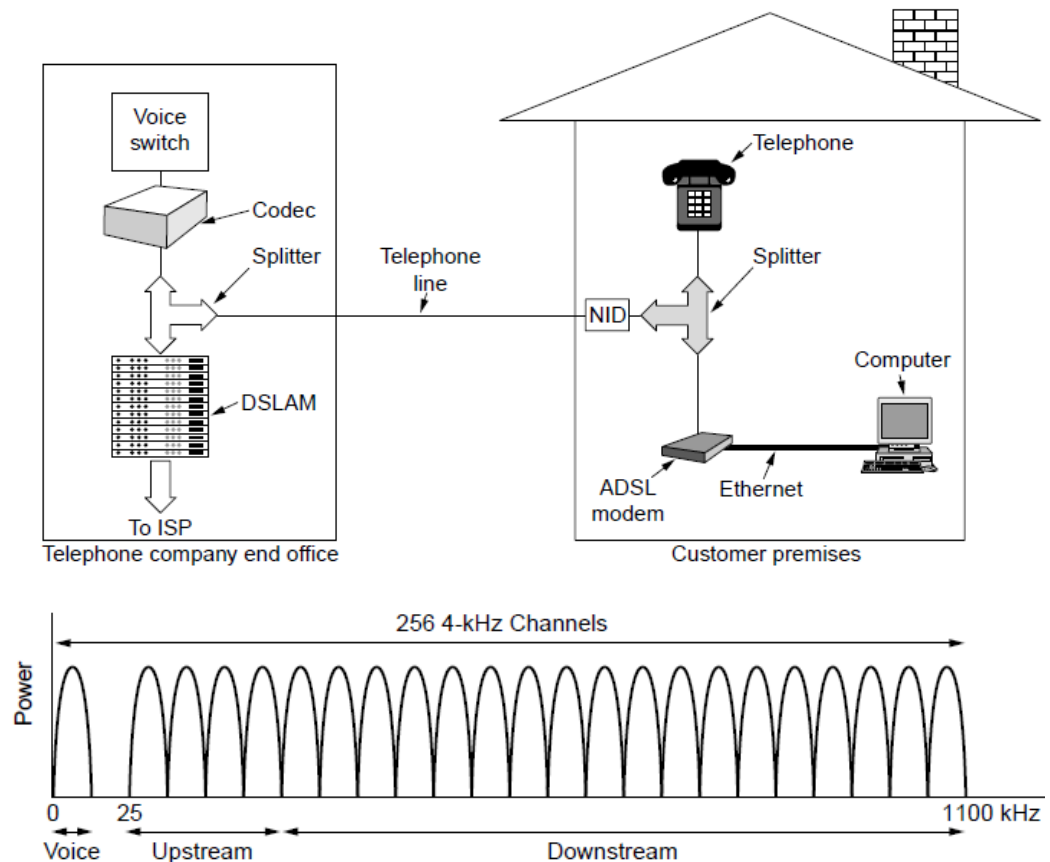 Voice
switch
Codec
Splitter
DSLAM
To ISP
Telephone company end office
Telephone
line
Telephone
NID
Splitter
Computer
ADSL
modem
Ethernet
Customer premises
256 4-kHz Channels
Power
0
25
1100 kHz
Voice
Upstream
Downstream